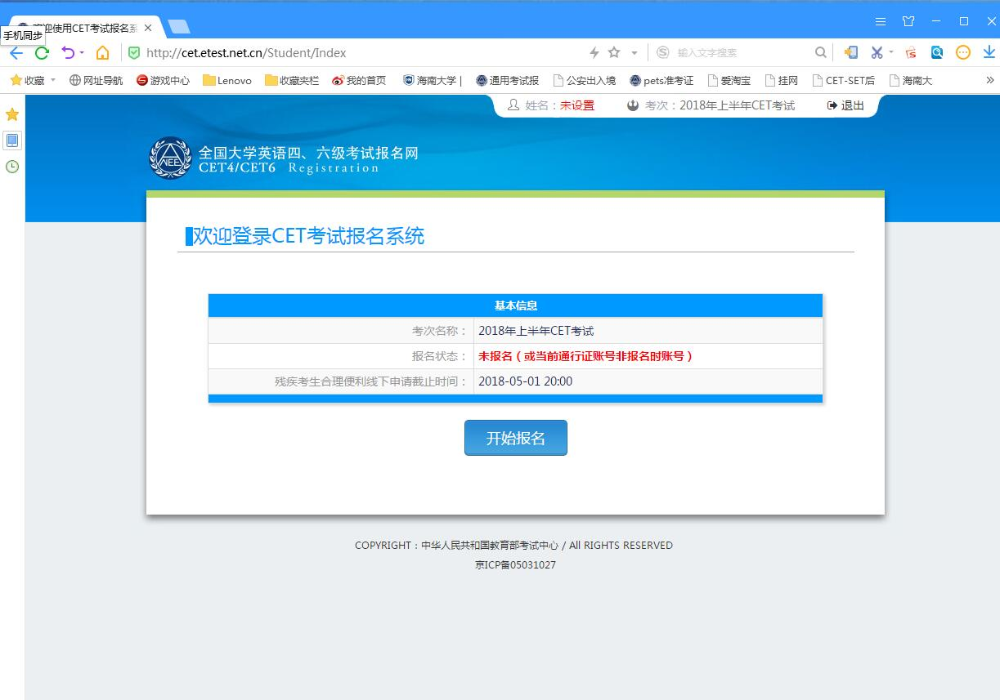 欢迎使用CET考试报名系
手机同步
http://cet.etest.net.cn/Student/Index
输入文字搜索
收藏 网址导航 游戏中心 Lenovo 收藏夹栏 我的首页 海南大学 | 通用考试报 公安出入境 pets准考证 爱淘宝 挂网 CET-SET后 海南大
姓名：未设置 考次：2018年上半年CET考试 退出
全国大学英语四、六级考试报名网
NEEA
CET4/CET6 Registration
欢迎登录CET考试报名系统
基本信息
考次名称： 2018年上半年CET考试
报名状态： 未报名（或当前通行证账号非报名时账号）
残疾考生合理便利线下申请截止时间： 2018-05-01 20:00
开始报名
COPYRIGHT：中华人民共和国教育部考试中心 / All RIGHTS RESERVED
京ICP备05031027